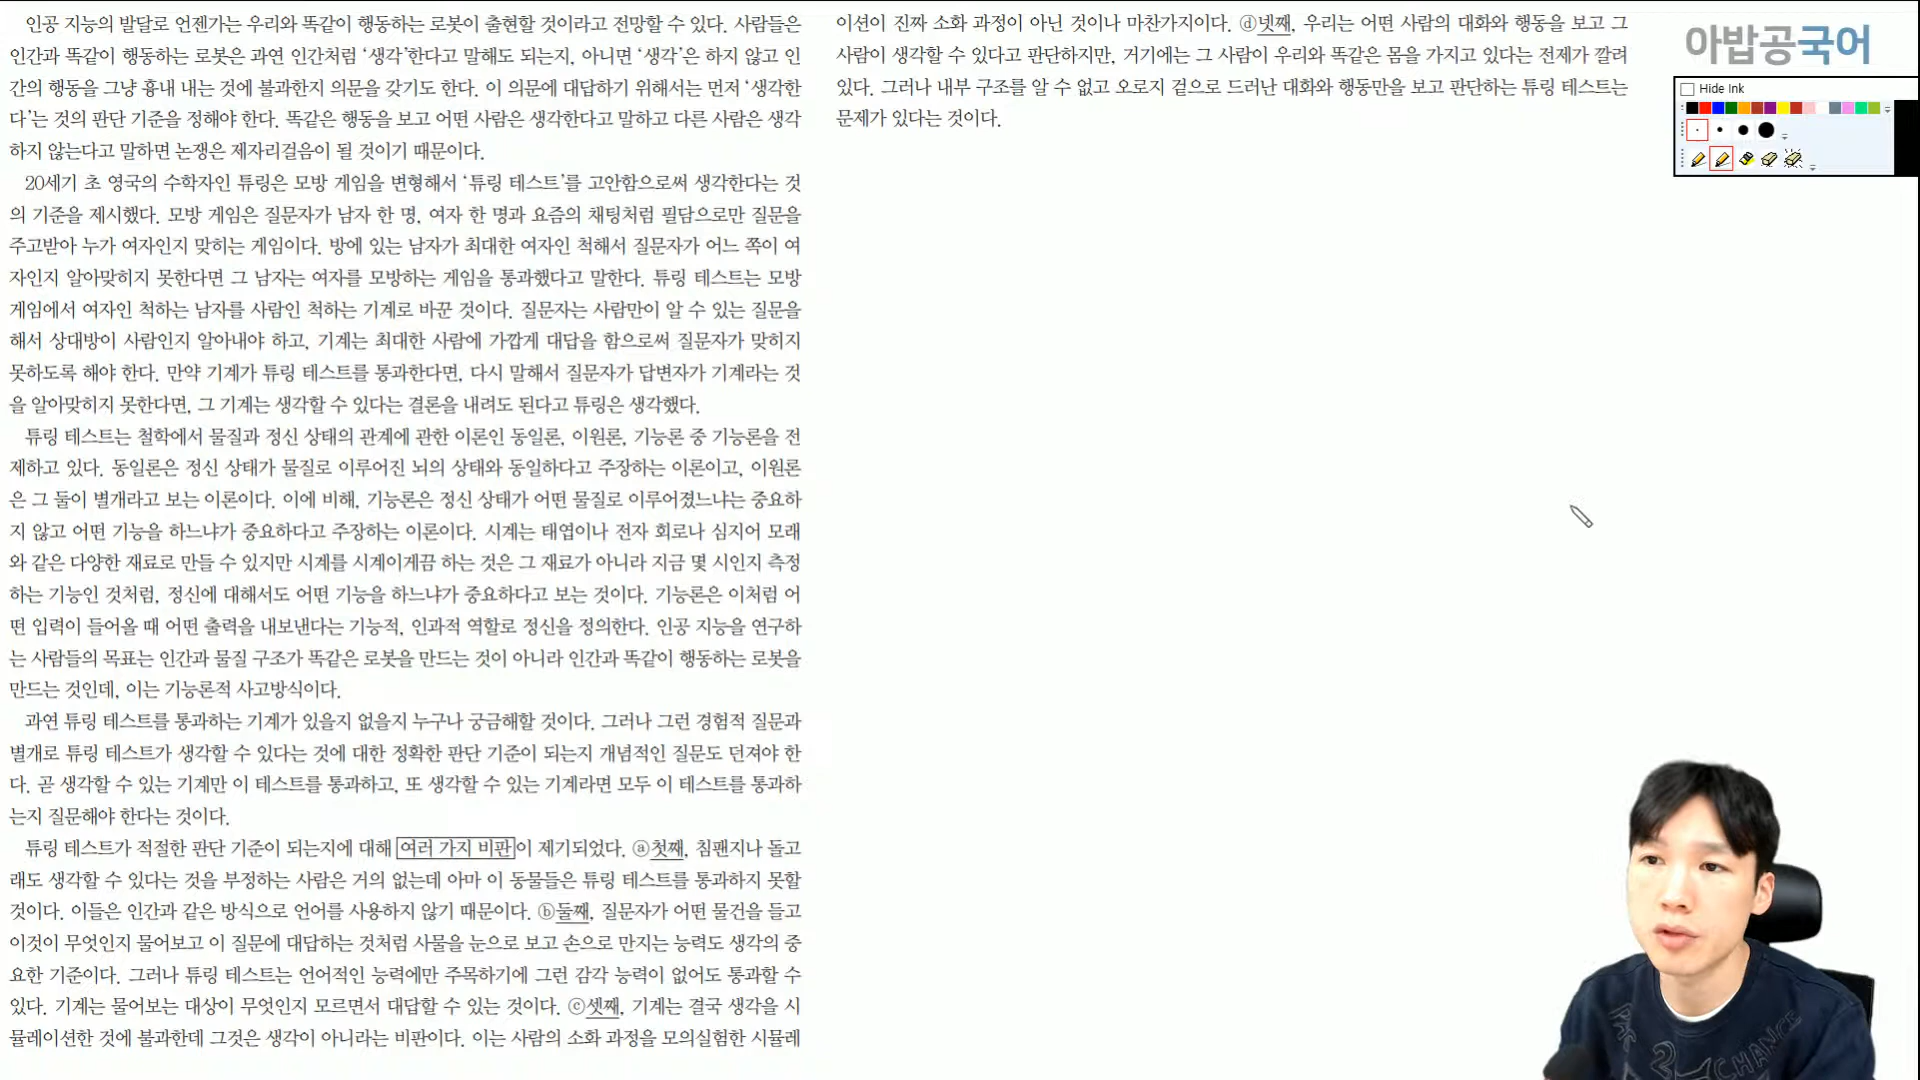 인공 지능의 발달로 언젠가는 우리와 똑같이 행동하는 로봇이 출현할 것이라고 전망할 수 있다. 사람들은
인간과 똑같이 행동하는 로봇은 과연 인간처럼 ‘생각’한다고 말해도 되는지, 아니면 ‘생각’은 하지 않고 인
간의 행동을 그냥 흉내 내는 것에 불과한지 의문을 갖기도 한다. 이 의문에 대답하기 위해서는 먼저 ‘생각한
다’는 것의 판단 기준을 정해야 한다. 똑같은 행동을 보고 어떤 사람은 생각한다고 말하고 다른 사람은 생각
하지 않는다고 말하면 논쟁은 제자리걸음이 될 것이기 때문이다.
20세기 초 영국의 수학자인 튜링은 모방 게임을 변형해서 ‘튜링 테스트’를 고안함으로써 생각한다는 것
의 기준을 제시했다. 모방 게임은 질문자가 남자 한 명, 여자 한 명과 요즘의 채팅처럼 필담으로만 질문을
주고받아 누가 여자인지 맞히는 게임이다. 방에 있는 남자가 최대한 여자인 척해서 질문자가 어느 쪽이 여
자인지 알아맞히지 못한다면 그 남자는 여자를 모방하는 게임을 통과했다고 말한다. 튜링 테스트는 모방
게임에서 여자인 척하는 남자를 사람인 척하는 기계로 바꾼 것이다. 질문자는 사람만이 알 수 있는 질문을
해서 상대방이 사람인지 알아내야 하고, 기계는 최대한 사람에 가깝게 대답을 함으로써 질문자가 맞히지
못하도록 해야 한다. 만약 기계가 튜링 테스트를 통과한다면, 다시 말해서 질문자가 답변자가 기계라는 것
을 알아맞히지 못한다면, 그 기계는 생각할 수 있다는 결론을 내려도 된다고 튜링은 생각했다.
튜링 테스트는 철학에서 물질과 정신 상태의 관계에 관한 이론인 동일론, 이원론, 기능론 중 기능론을 전
제하고 있다. 동일론은 정신 상태가 물질로 이루어진 뇌의 상태와 동일하다고 주장하는 이론이고, 이원론
은 그 둘이 별개라고 보는 이론이다. 이에 비해, 기능론은 정신 상태가 어떤 물질로 이루어졌느냐는 중요하
지 않고 어떤 기능을 하느냐가 중요하다고 주장하는 이론이다. 시계는 태엽이나 전자 회로나 심지어 모래
와 같은 다양한 재료로 만들 수 있지만 시계를 시계이게끔 하는 것은 그 재료가 아니라 지금 몇 시인지 측정
하는 기능인 것처럼, 정신에 대해서도 어떤 기능을 하느냐가 중요하다고 보는 것이다. 기능론은 이처럼 어
떤 입력이 들어올 때 어떤 출력을 내보낸다는 기능적, 인과적 역할로 정신을 정의한다. 인공 지능을 연구하
는 사람들의 목표는 인간과 물질 구조가 똑같은 로봇을 만드는 것이 아니라 인간과 똑같이 행동하는 로봇을
만드는 것인데, 이는 기능론적 사고방식이다.
과연 튜링 테스트를 통과하는 기계가 있을지 없을지 누구나 궁금해할 것이다. 그러나 그런 경험적 질문과
별개로 튜링 테스트가 생각할 수 있다는 것에 대한 정확한 판단 기준이 되는지 개념적인 질문도 던져야 한
다. 곧 생각할 수 있는 기계만 이 테스트를 통과하고, 또 생각할 수 있는 기계라면 모두 이 테스트를 통과하
는지 질문해야 한다는 것이다.
튜링 테스트가 적절한 판단 기준이 되는지에 대해 여러 가지 비판이 제기되었다. ⓐ첫째, 침팬지나 돌고
래도 생각할 수 있다는 것을 부정하는 사람은 거의 없는데 아마 이 동물들은 튜링 테스트를 통과하지 못할
것이다. 이들은 인간과 같은 방식으로 언어를 사용하지 않기 때문이다. ⓑ둘째, 질문자가 어떤 물건을 들고
이것이 무엇인지 물어보고 이 질문에 대답하는 것처럼 사물을 눈으로 보고 손으로 만지는 능력도 생각의 중
요한 기준이다. 그러나 튜링 테스트는 언어적인 능력에만 주목하기에 그런 감각 능력이 없어도 통과할 수
있다. 기계는 물어보는 대상이 무엇인지 모르면서 대답할 수 있는 것이다. ⓒ셋째, 기계는 결국 생각을 시
뮬레이션한 것에 불과한데 그것은 생각이 아니라는 비판이다. 이는 사람의 소화 과정을 모의실험한 시뮬레
이션이 진짜 소화 과정이 아닌 것이나 마찬가지이다. ⓓ넷째, 우리는 어떤 사람의 대화와 행동을 보고 그
사람이 생각할 수 있다고 판단하지만, 거기에는 그 사람이 우리와 똑같은 몸을 가지고 있다는 전제가 깔려
있다. 그러나 내부 구조를 알 수 없고 오로지 겉으로 드러난 대화와 행동만을 보고 판단하는 튜링 테스트는
문제가 있다는 것이다.
아밥공국어
Hide Ink